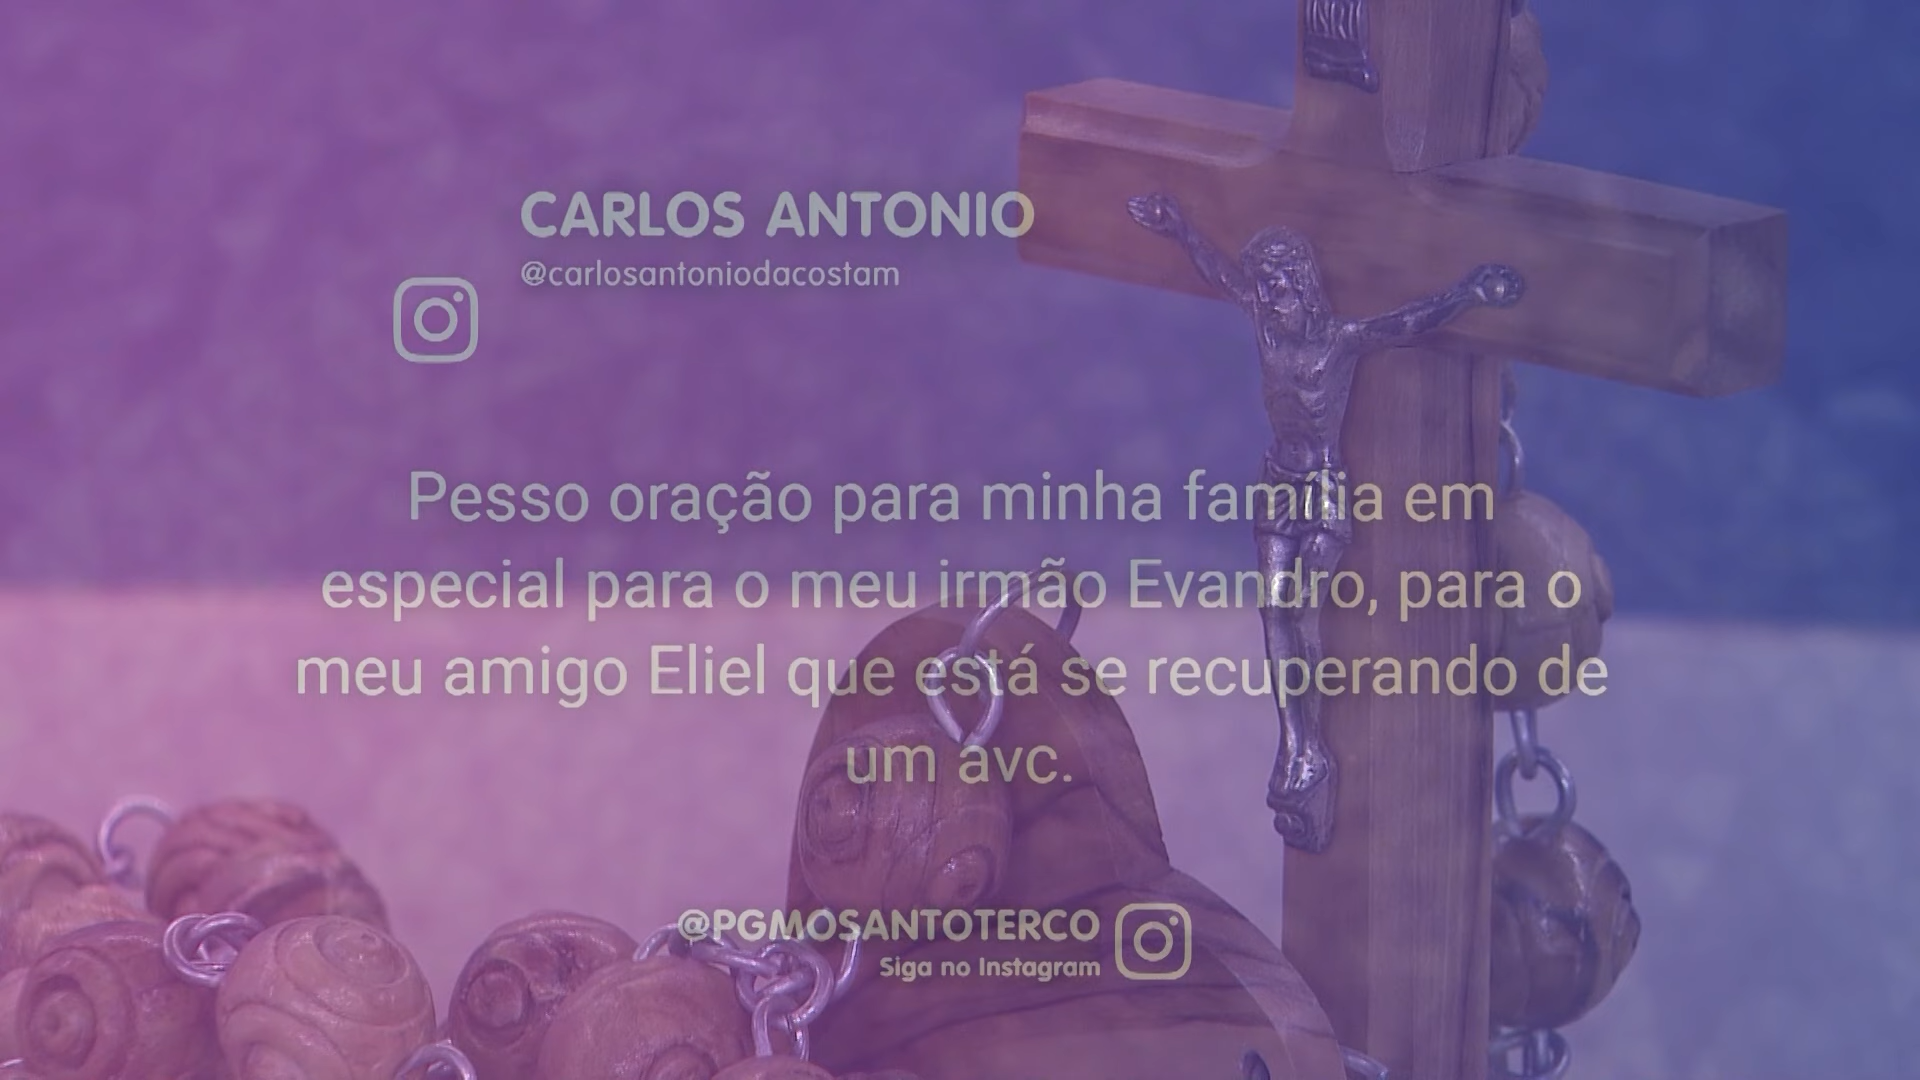 INRI
CARLOS ANTONIO
@carlosantoniodacostam
Pesso oração para minha família em
especial para o meu irmão Evandro, para o
meu amigo Eliel que está se recuperando de
um avc.
@PGMOSANTOTERCO
Siga no Instagram